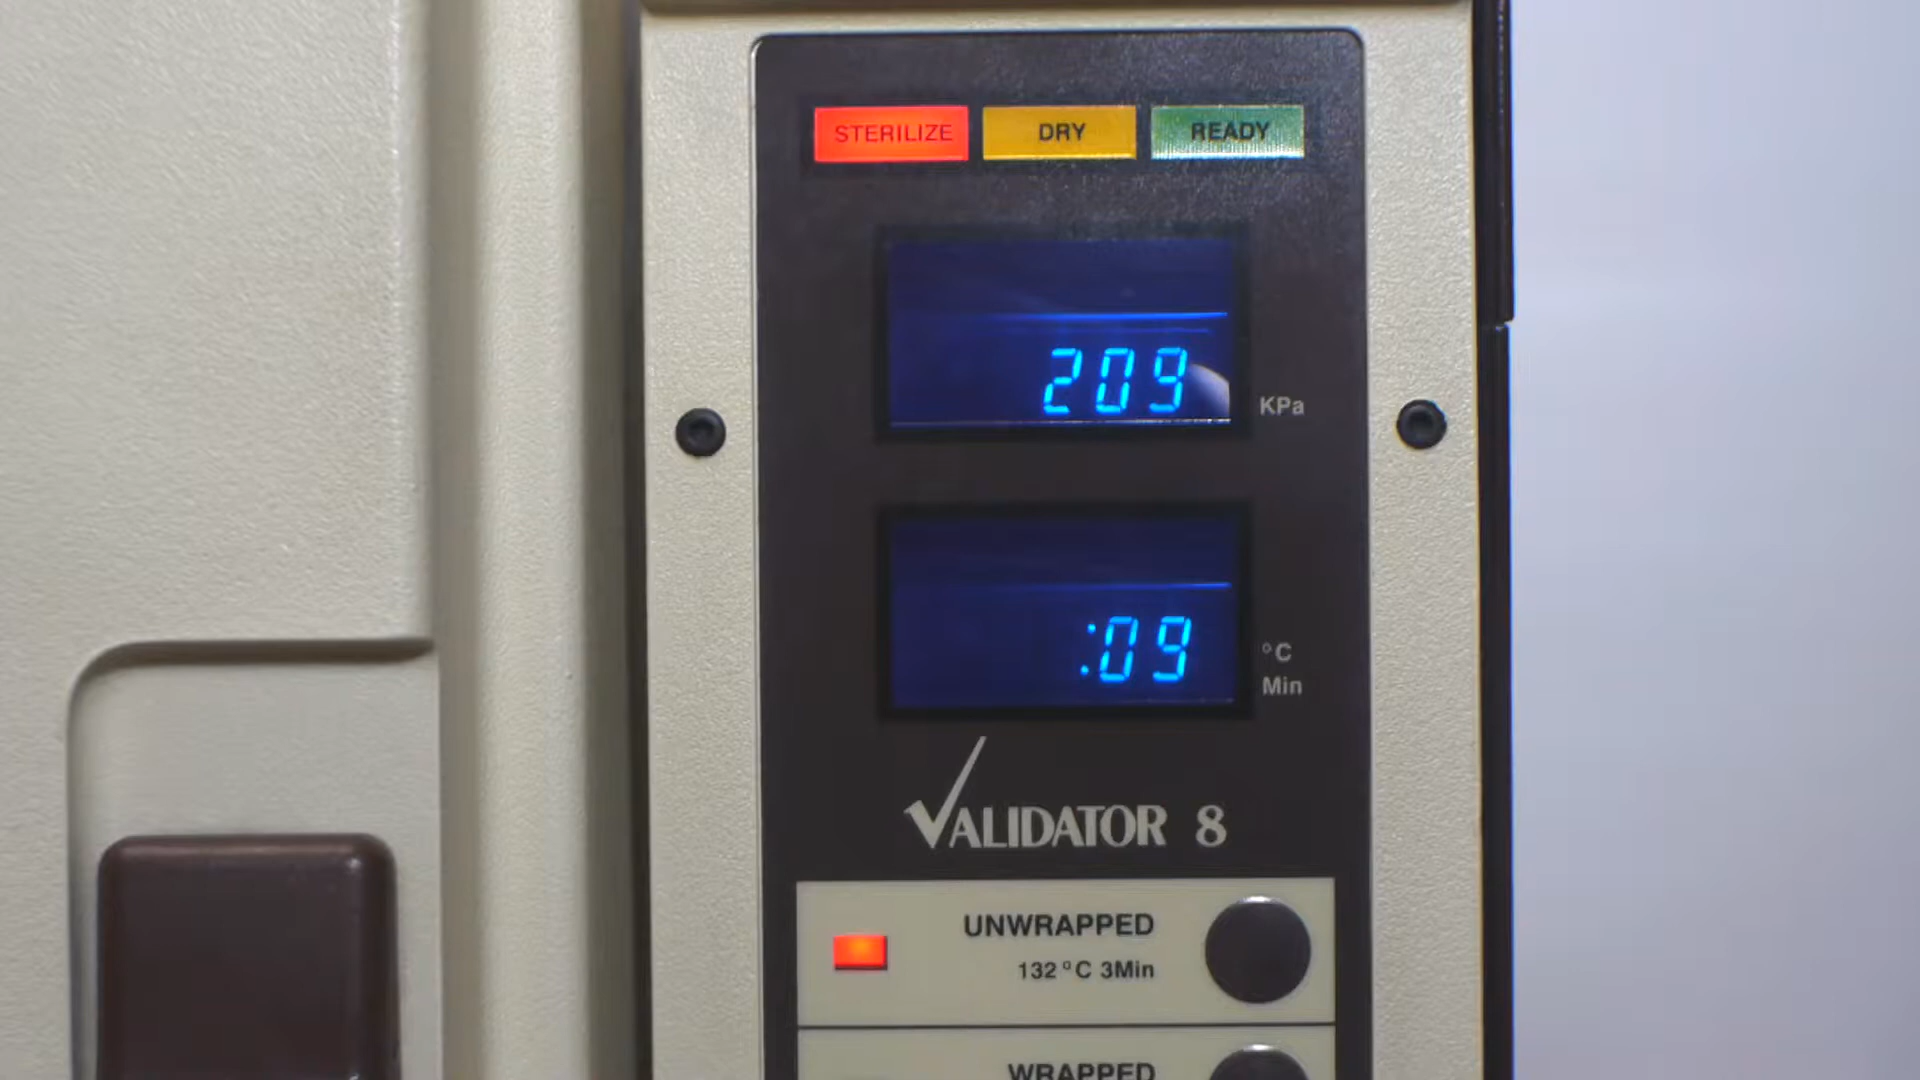 STERILIZE DRY READY
209 KPa
:09 °C
Min
VALIDATOR 8
UNWRAPPED
132°C 3Min
WRAPPED